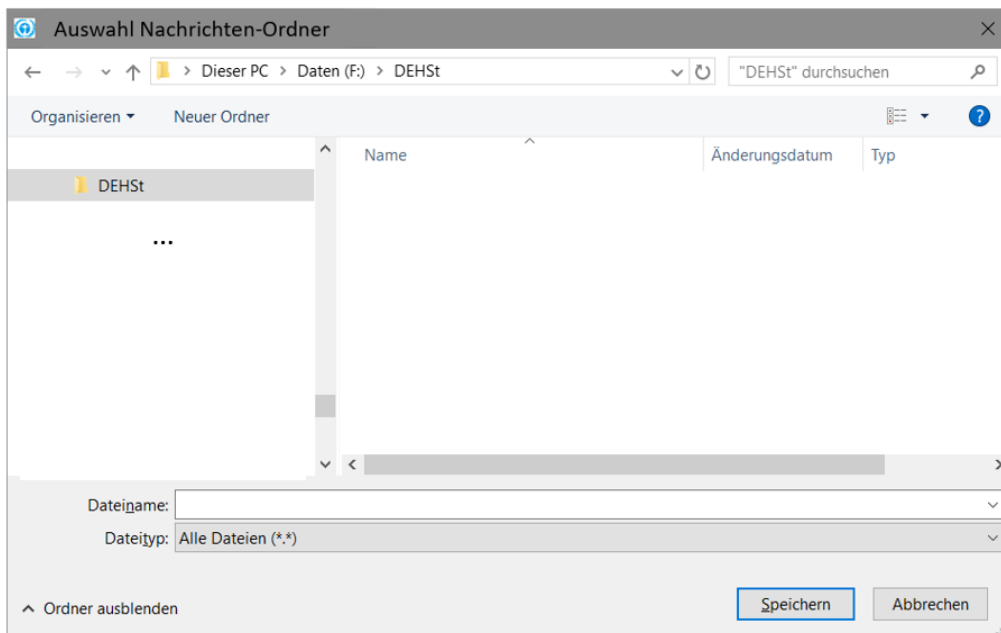 Auswahl Nachrichten-Ordner
Dieser PC > Daten (F:) > DEHSt
"DEHSt" durchsuchen
Organisieren
Neuer Ordner
?
Name
Änderungsdatum
Typ
DEHSt
...
Dateiname:
Dateityp: Alle Dateien (*.*)
Ordner ausblenden
Speichern
Abbrechen